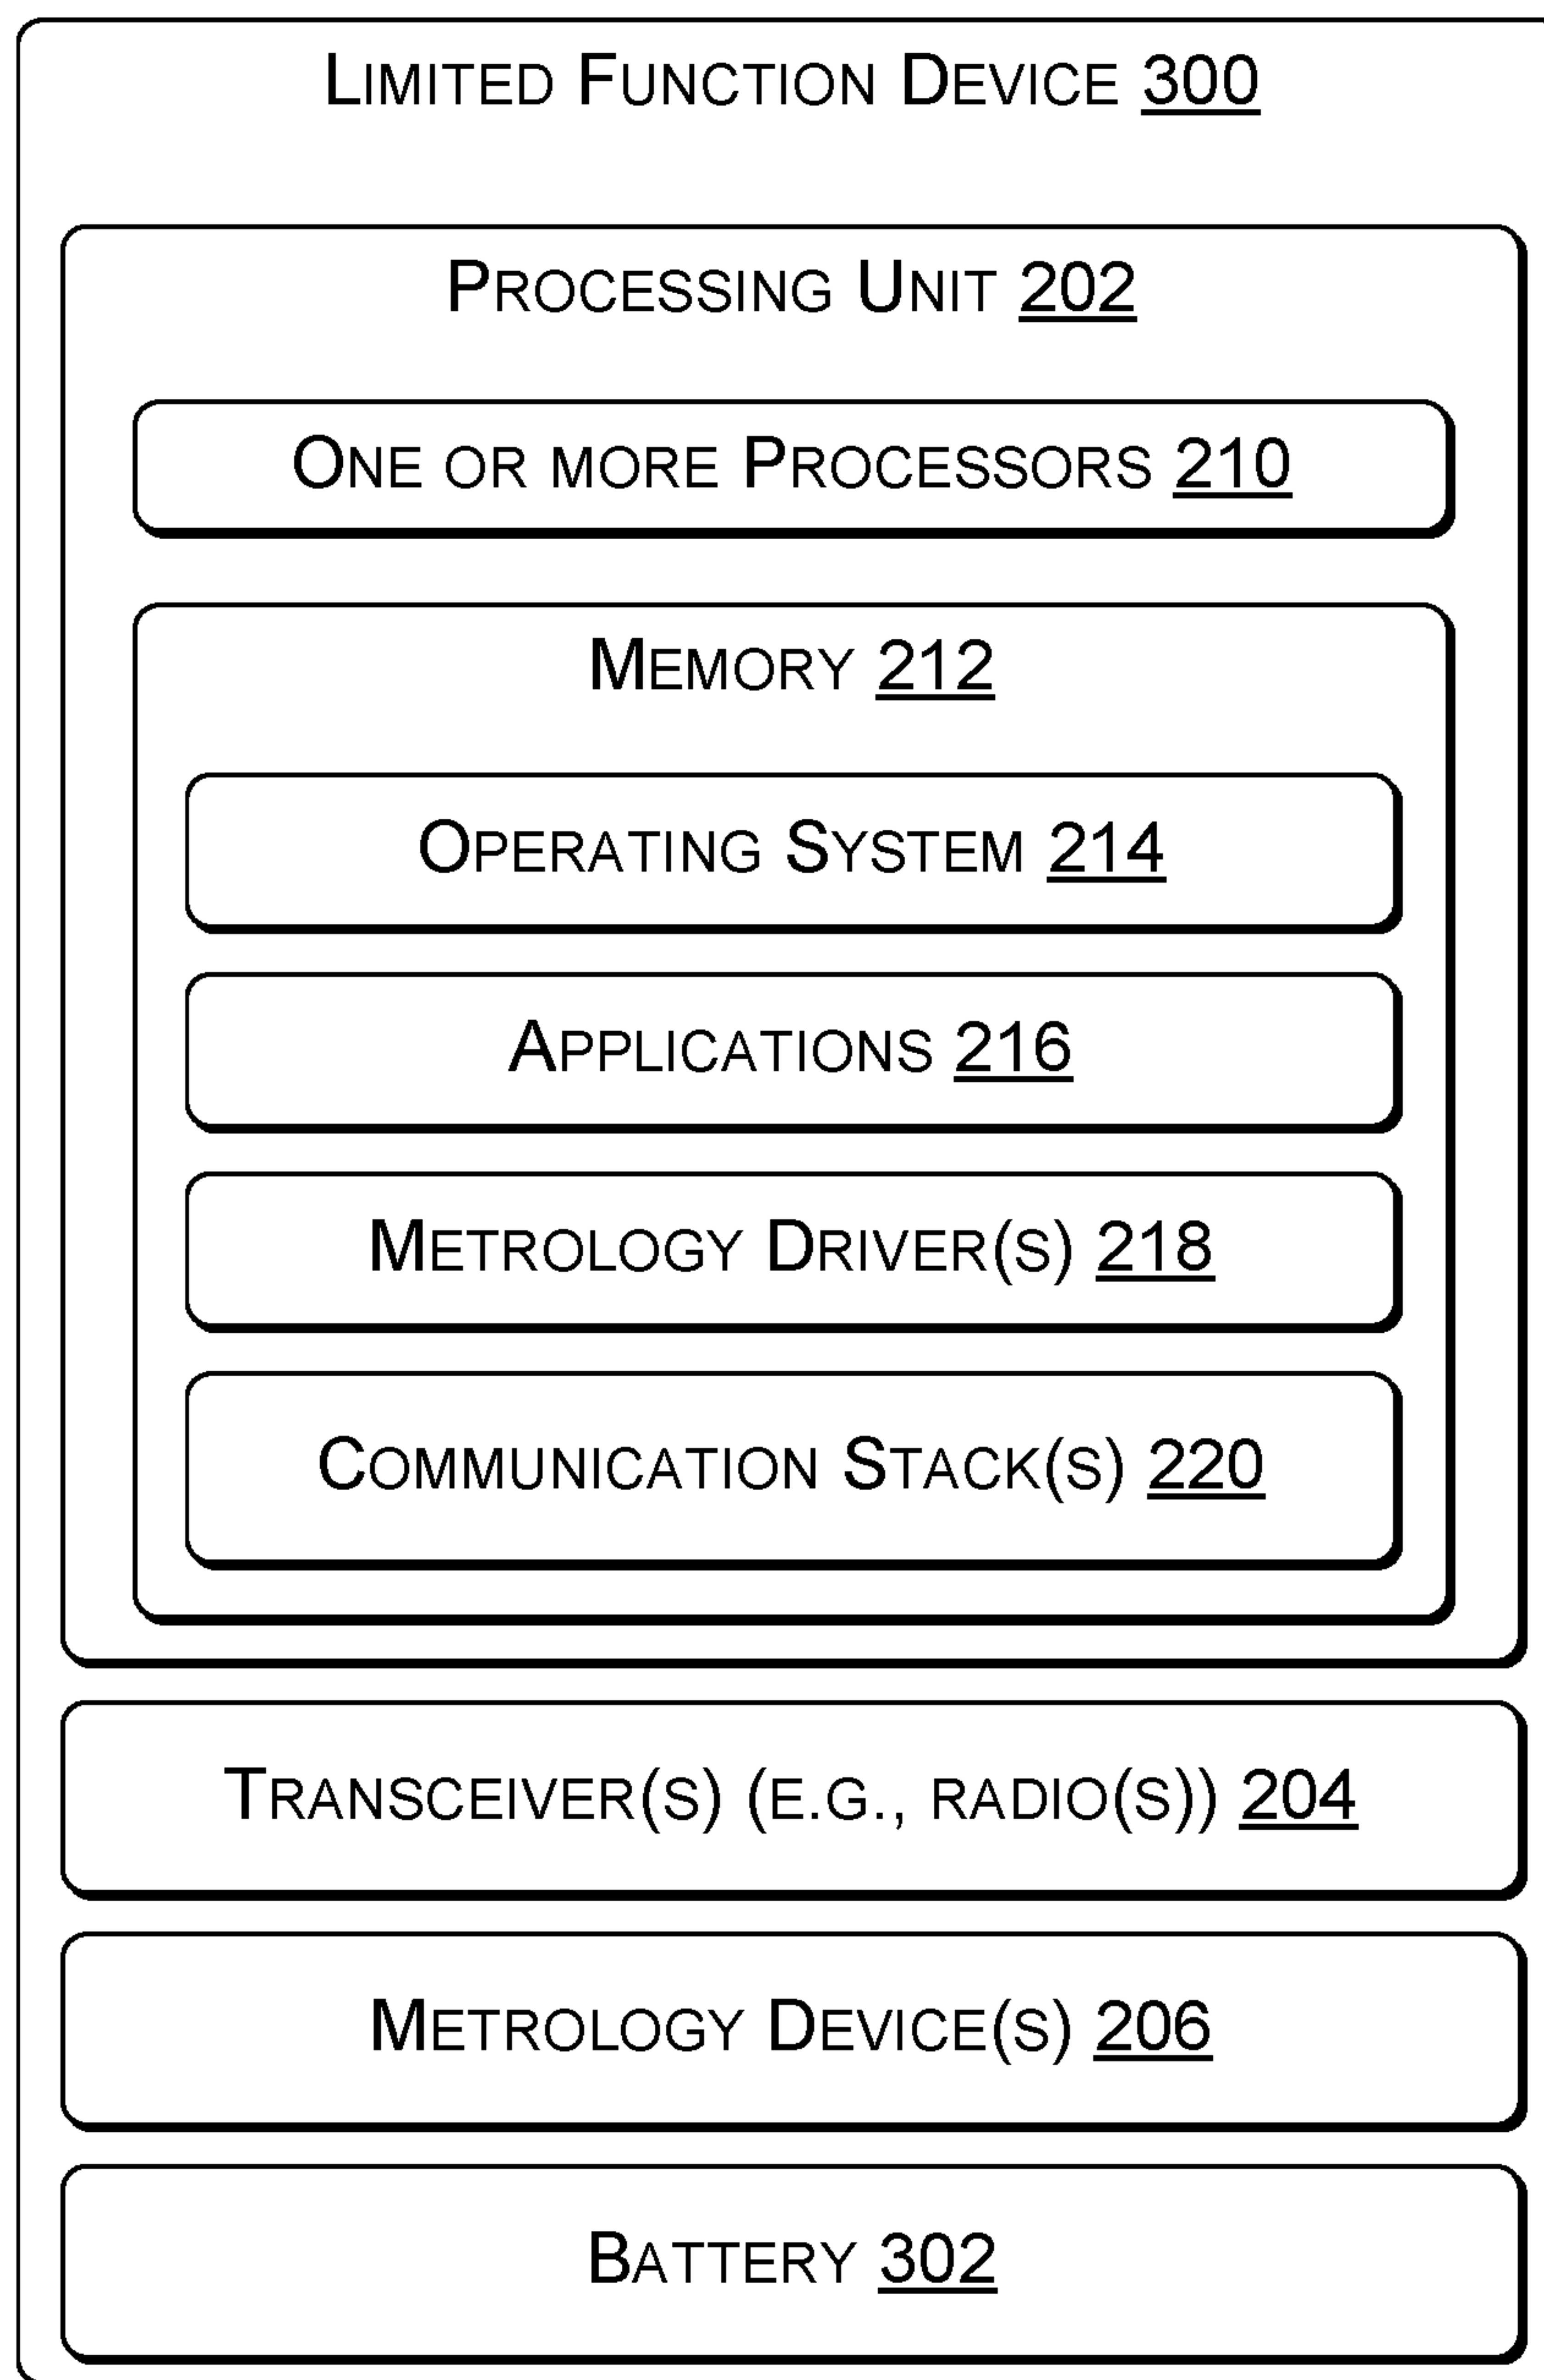 Limited Function Device 300
Processing Unit 202
One or more Processors 210
Memory 212
Operating System 214
Applications 216
Metrology Driver(s) 218
Communication Stack(s) 220
Transceiver(s) (e.g., radio(s)) 204
Metrology Device(s) 206
Battery 302